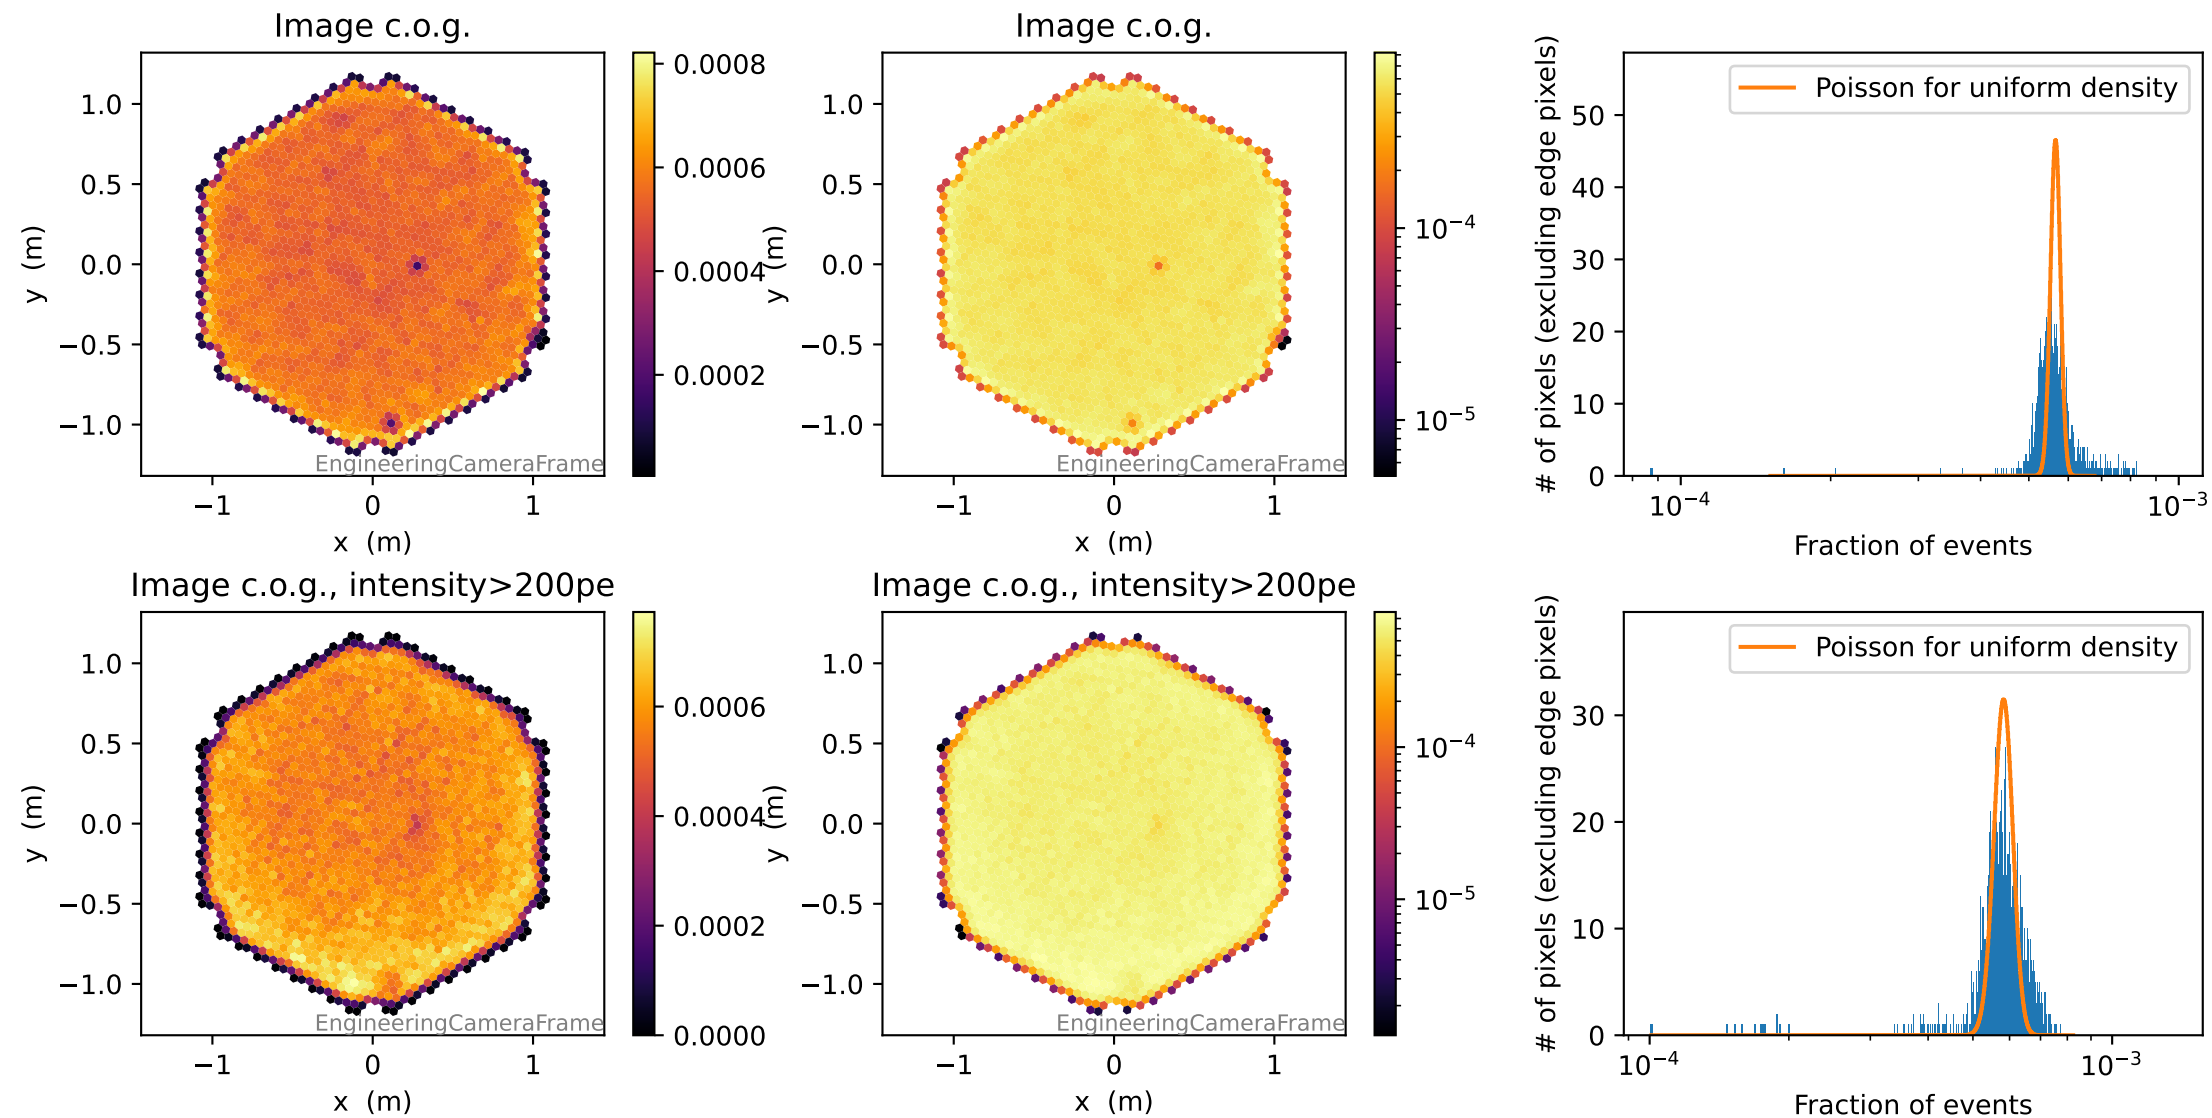 Image c.o.g.
1.0
0.5
0.0
−0.5
−1.0
y (m)
−1
0
1
x (m)
EngineeringCameraFrame
0.0008
0.0006
0.0004
0.0002
Image c.o.g.
1.0
0.5
0.0
−0.5
−1.0
y (m)
−1
0
1
x (m)
EngineeringCameraFrame
10⁻⁴
10⁻⁵
# of pixels (excluding edge pixels)
50
40
30
20
10
0
Poisson for uniform density
10⁻⁴
10⁻³
Fraction of events
Image c.o.g., intensity>200pe
1.0
0.5
0.0
−0.5
−1.0
y (m)
−1
0
1
x (m)
EngineeringCameraFrame
0.0006
0.0004
0.0002
0.0000
Image c.o.g., intensity>200pe
1.0
0.5
0.0
−0.5
−1.0
y (m)
−1
0
1
x (m)
EngineeringCameraFrame
10⁻⁴
10⁻⁵
# of pixels (excluding edge pixels)
30
20
10
0
Poisson for uniform density
10⁻⁴
10⁻³
Fraction of events